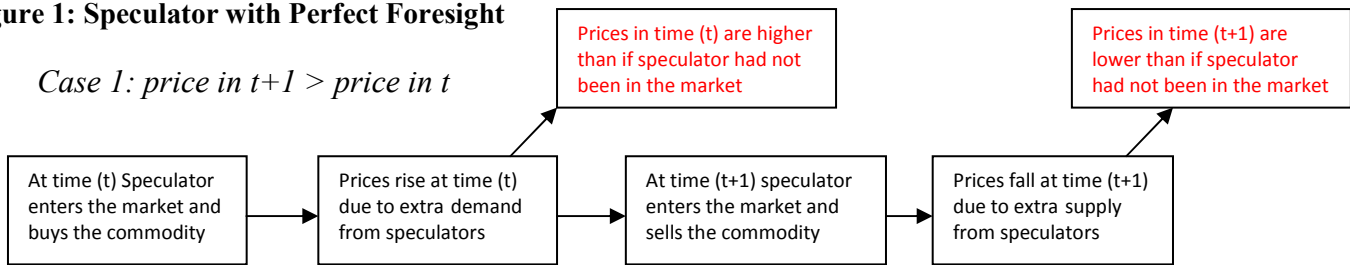 gure 1: Speculator with Perfect Foresight
Case 1: price in t+1 > price in t
Prices in time (t) are higher
than if speculator had not
been in the market
Prices in time (t+1) are
lower than if speculator
had not been in the market
At time (t) Speculator
enters the market and
buys the commodity
Prices rise at time (t)
due to extra demand
from speculators
At time (t+1) speculator
enters the market and
sells the commodity
Prices fall at time (t+1)
due to extra supply
from speculators